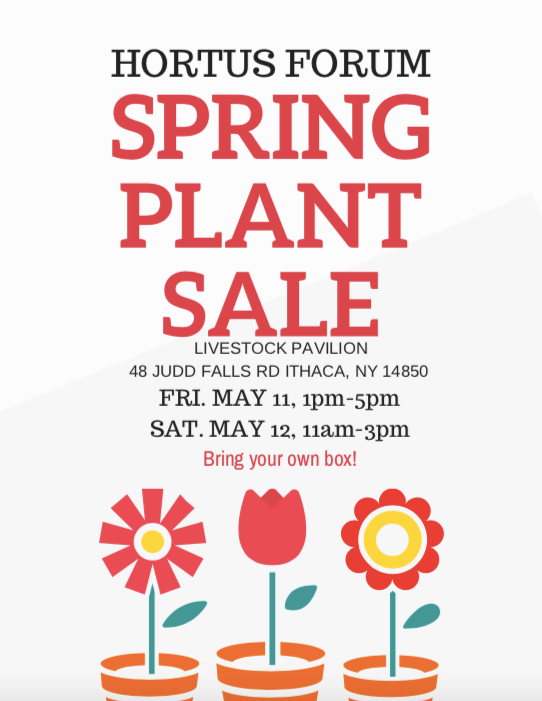 HORTUS FORUM
SPRING
PLANT
SALE
LIVESTOCK PAVILION
48 JUDD FALLS RD ITHACA, NY 14850
FRI. MAY 11, 1pm-5pm
SAT. MAY 12, 11am-3pm
Bring your own box!